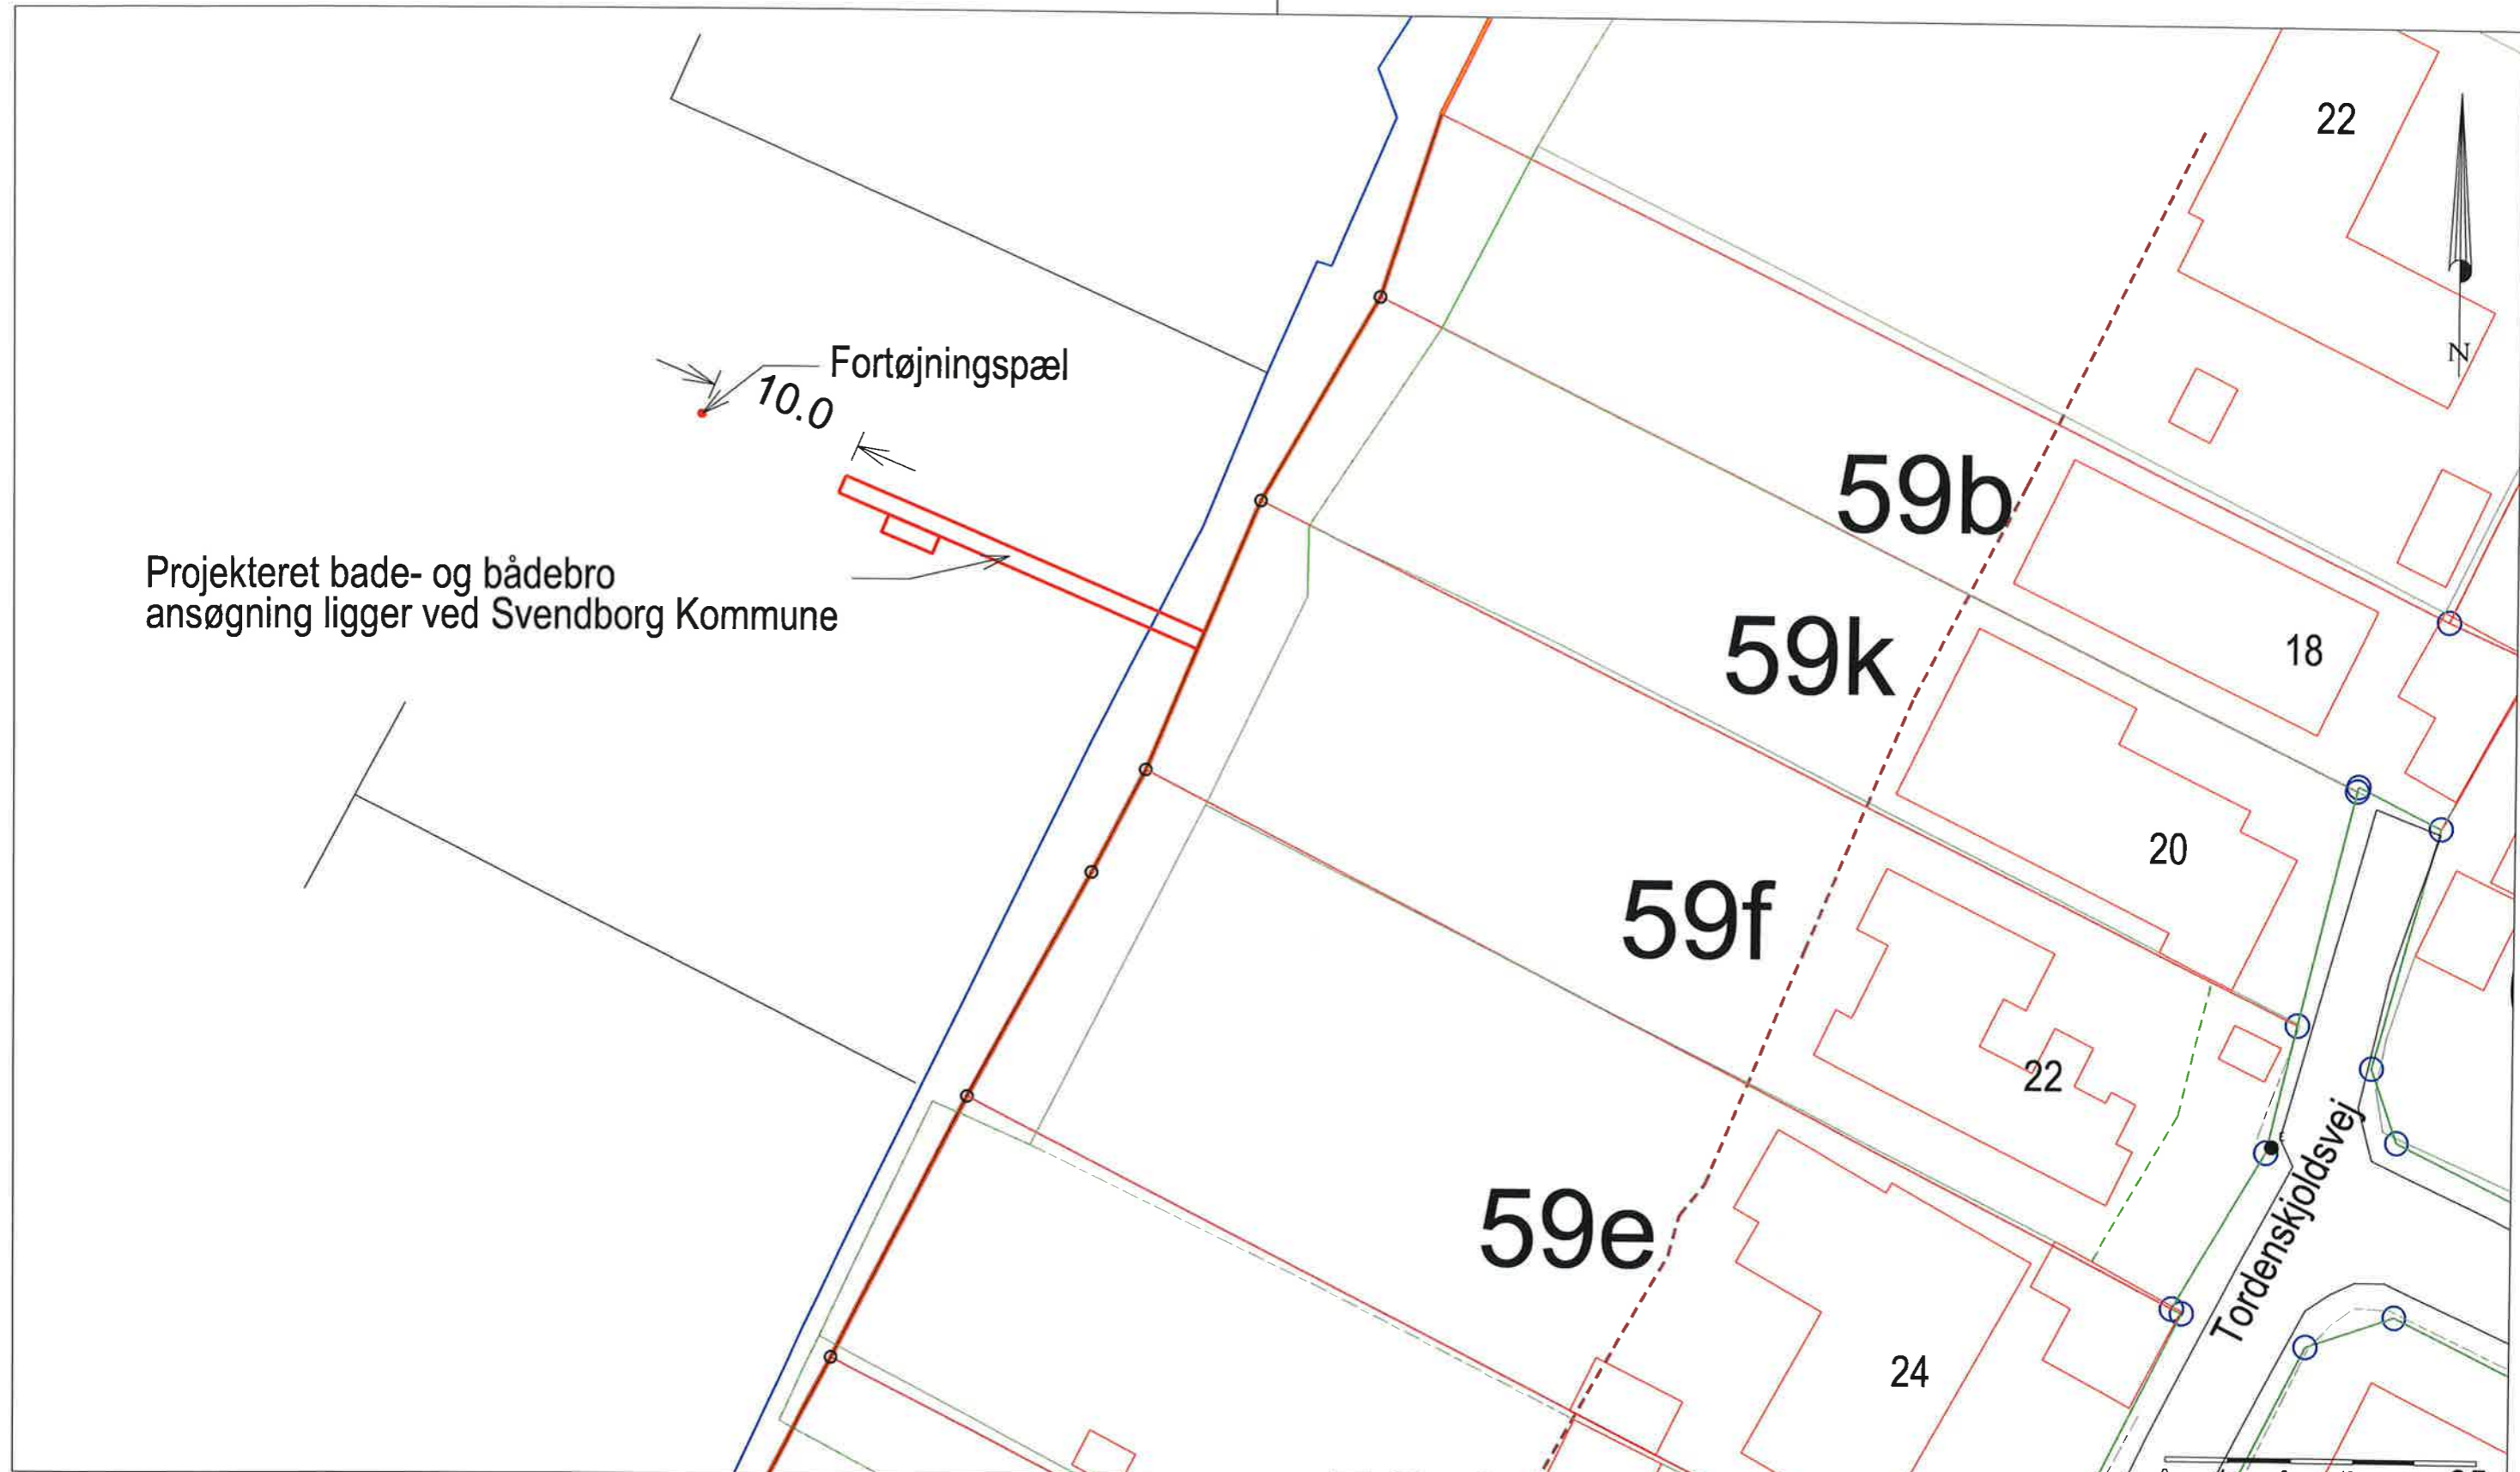 22
N
Fortøjningspæl
10.0
59b
Projekteret bade- og bådebro
ansøgning ligger ved Svendborg Kommune
59k
18
20
59f
22
Tordenskjoldsvej
59e
24